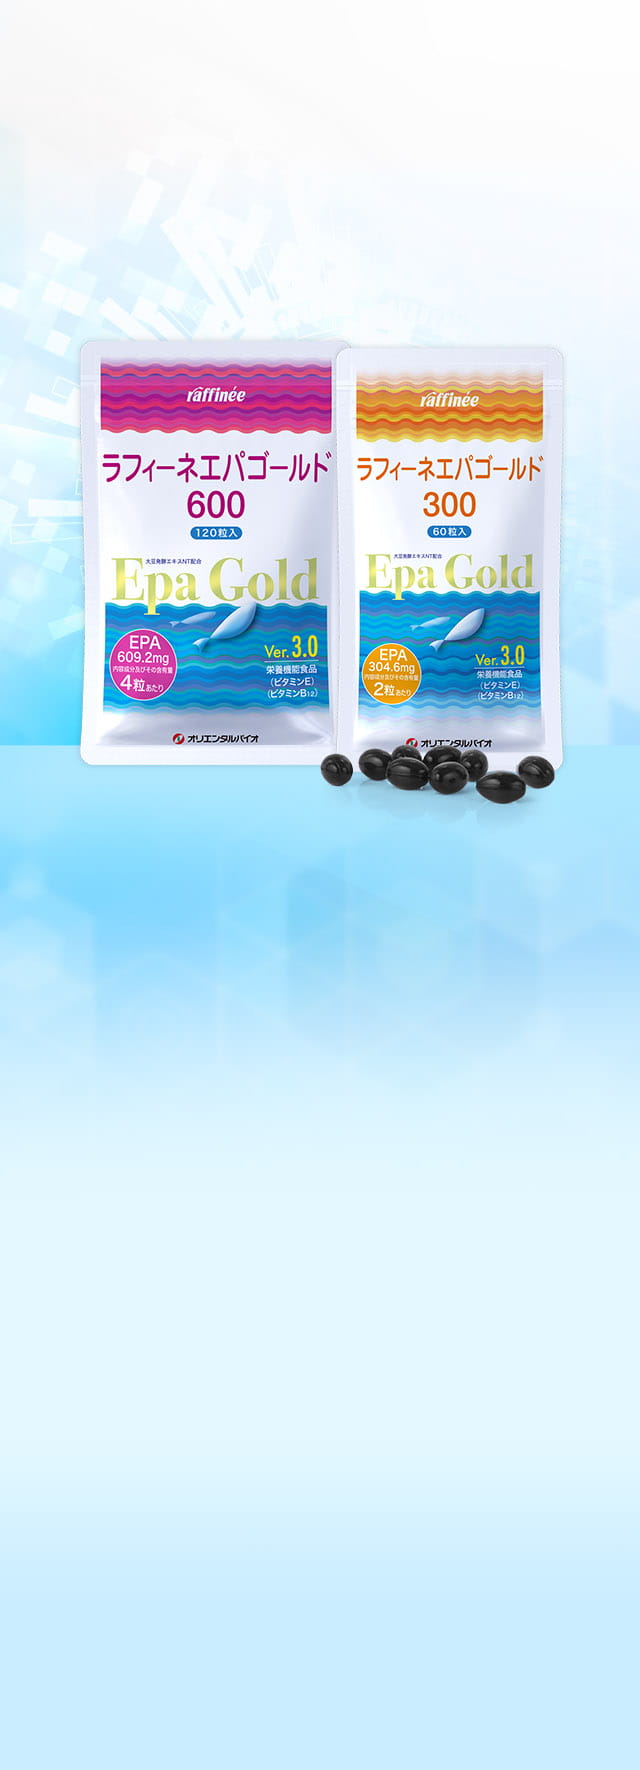 raffinée
ラフィーネエパゴールド
600
120粒入
大豆発酵エキスNT配合
Epa Gold
EPA
609.2mg
内容成分及びその含有量
4粒あたり
Ver. 3.0
栄養機能食品
(ビタミンE)
(ビタミンB12)
オリエンタルバイオ
raffinée
ラフィーネエパゴールド
300
60粒入
大豆発酵エキスNT配合
Epa Gold
EPA
304.6mg
内容成分及びその含有量
2粒あたり
Ver. 3.0
栄養機能食品
(ビタミンE)
(ビタミンB12)
オリエンタルバイオ